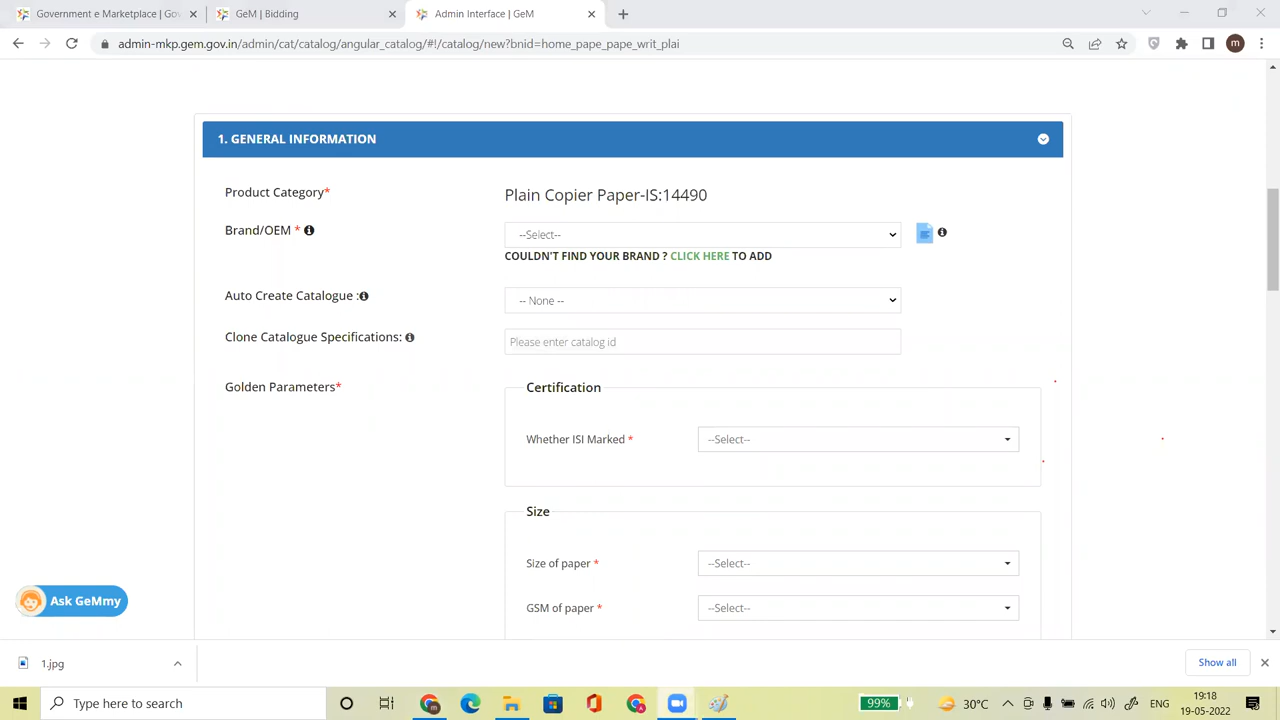 Government e Marketplace | Gov
GeM | Bidding
Admin Interface | GeM
admin-mkp.gem.gov.in/admin/cat/catalog/angular_catalog/#!/catalog/new?bnid=home_pape_pape_writ_plai
m
1. GENERAL INFORMATION
Product Category*
Plain Copier Paper-IS:14490
Brand/OEM *
--Select--
COULDN'T FIND YOUR BRAND ? CLICK HERE TO ADD
Auto Create Catalogue :
-- None --
Clone Catalogue Specifications:
Please enter catalog id
Golden Parameters*
Certification
Whether ISI Marked *
--Select--
Size
Size of paper *
--Select--
GSM of paper *
--Select--
Ask GeMmy
1.jpg
Show all
Type here to search
99%
30°C
ENG
19:18
19-05-2022